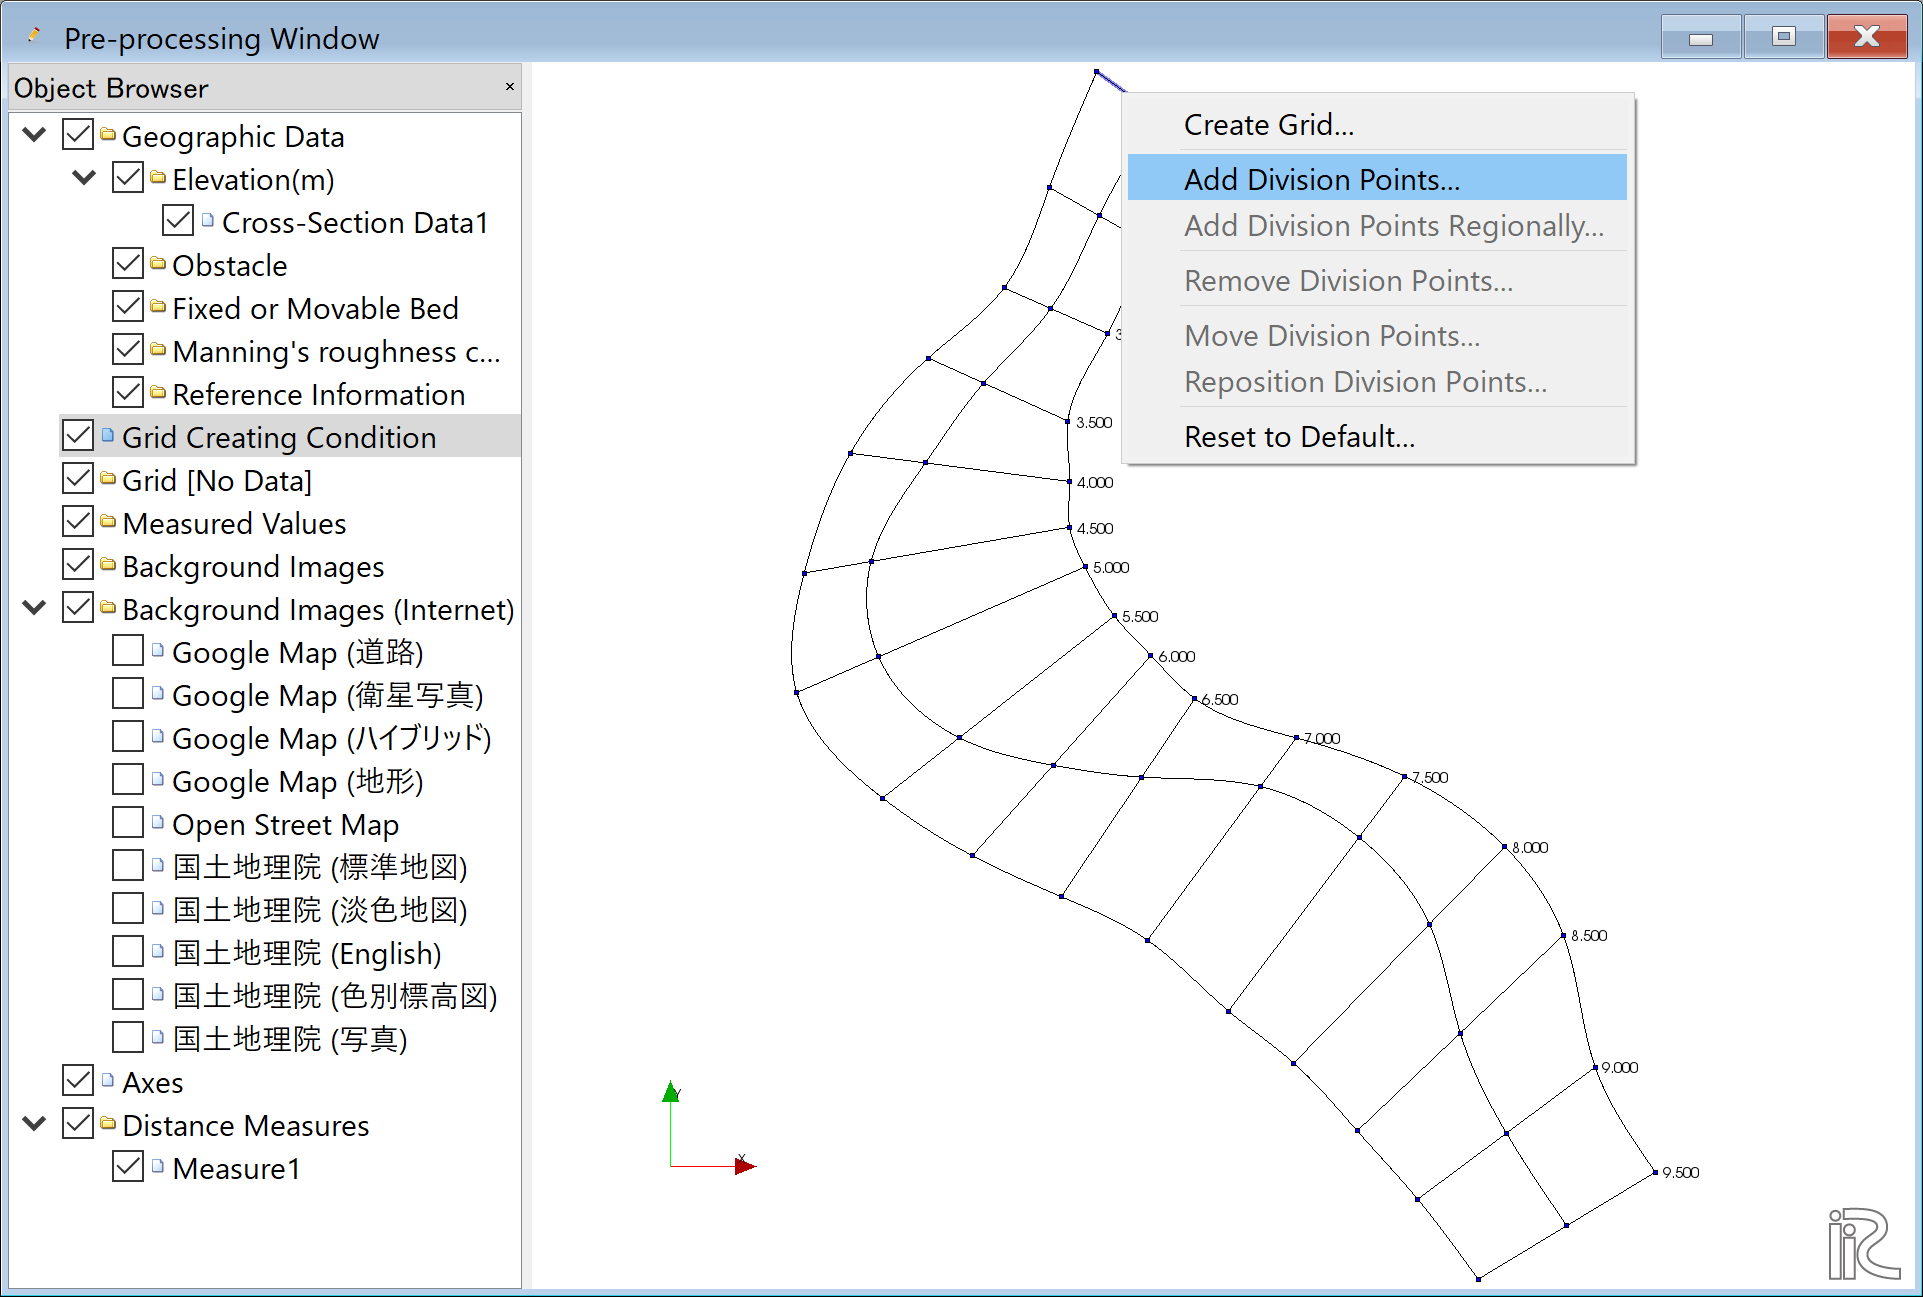 Pre-processing Window
Object Browser
Geographic Data
Elevation(m)
Cross-Section Data1
Obstacle
Fixed or Movable Bed
Manning's roughness c...
Reference Information
Grid Creating Condition
Grid [No Data]
Measured Values
Background Images
Background Images (Internet)
Google Map (道路)
Google Map (衛星写真)
Google Map (ハイブリッド)
Google Map (地形)
Open Street Map
国土地理院 (標準地図)
国土地理院 (淡色地図)
国土地理院 (English)
国土地理院 (色別標高図)
国土地理院 (写真)
Axes
Distance Measures
Measure1
Create Grid...
Add Division Points...
Add Division Points Regionally...
Remove Division Points...
Move Division Points...
Reposition Division Points...
Reset to Default...
3.500
4.000
4.500
5.000
5.500
6.000
6.500
7.000
7.500
8.000
8.500
9.000
9.500
Y
X
iRIC